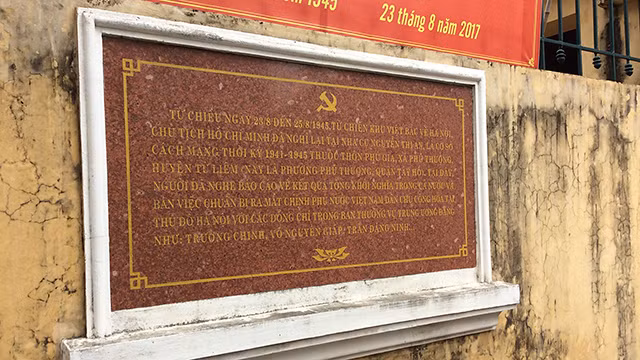 23 tháng 8 năm 2017
TỪ CHIỀU NGÀY 23/8 ĐẾN 25/8/1945, TỪ CHIẾN KHU VIỆT BẮC VỀ HÀ NỘI,
CHỦ TỊCH HỒ CHÍ MINH ĐÃ NGHỈ LẠI TẠI NHÀ CỤ NGUYỄN THỊ AN, LÀ CƠ SỞ
CÁCH MẠNG THỜI KỲ 1941-1945 THUỘC THÔN PHÚ GIA, XÃ PHÚ THƯỢNG,
HUYỆN TỪ LIÊM (NAY LÀ PHƯỜNG PHÚ THƯỢNG, QUẬN TÂY HỒ). TẠI ĐÂY,
NGƯỜI ĐÃ NGHE BÁO CÁO VỀ KẾT QUẢ TỔNG KHỞI NGHĨA TRONG CẢ NƯỚC VÀ
BÀN VIỆC CHUẨN BỊ RA MẮT CHÍNH PHỦ NƯỚC VIỆT NAM DÂN CHỦ CỘNG HÒA TẠI
THỦ ĐÔ HÀ NỘI VỚI CÁC ĐỒNG CHÍ TRONG BAN THƯỜNG VỤ TRUNG ƯƠNG ĐẢNG
NHƯ: TRƯỜNG CHINH, VÕ NGUYÊN GIÁP, TRẦN ĐĂNG NINH.